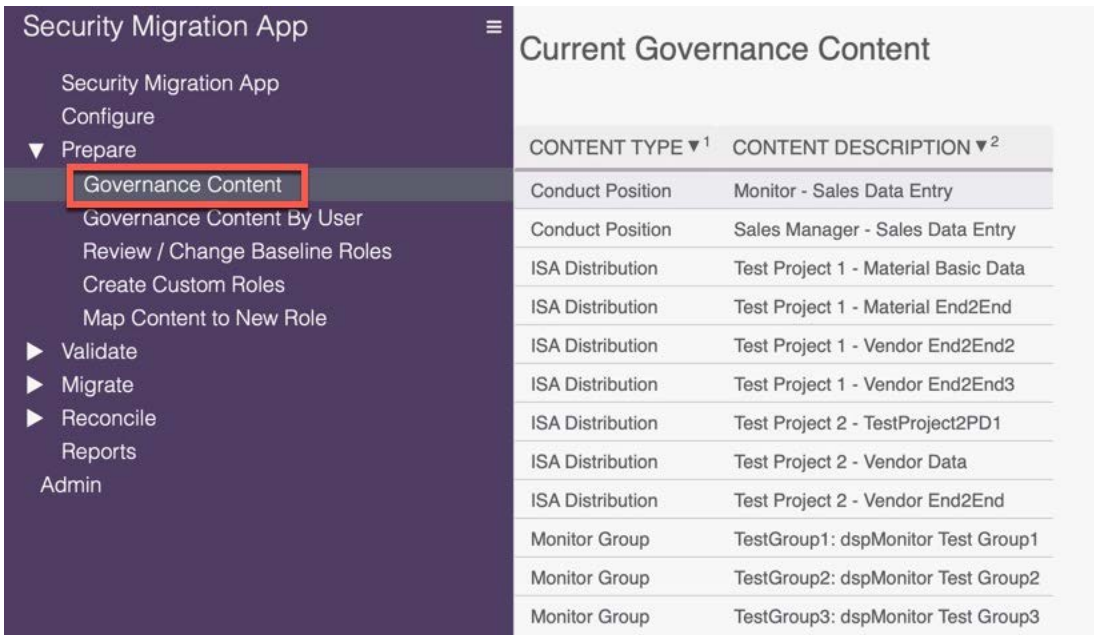 Security Migration App ≡
Security Migration App
Configure
▼ Prepare
Governance Content
Governance Content By User
Review / Change Baseline Roles
Create Custom Roles
Map Content to New Role
▶ Validate
▶ Migrate
▶ Reconcile
Reports
Admin
Current Governance Content
CONTENT TYPE ▼1 CONTENT DESCRIPTION ▼2
Conduct Position Monitor - Sales Data Entry
Conduct Position Sales Manager - Sales Data Entry
ISA Distribution Test Project 1 - Material Basic Data
ISA Distribution Test Project 1 - Material End2End
ISA Distribution Test Project 1 - Vendor End2End2
ISA Distribution Test Project 1 - Vendor End2End3
ISA Distribution Test Project 2 - TestProject2PD1
ISA Distribution Test Project 2 - Vendor Data
ISA Distribution Test Project 2 - Vendor End2End
Monitor Group TestGroup1: dspMonitor Test Group1
Monitor Group TestGroup2: dspMonitor Test Group2
Monitor Group TestGroup3: dspMonitor Test Group3